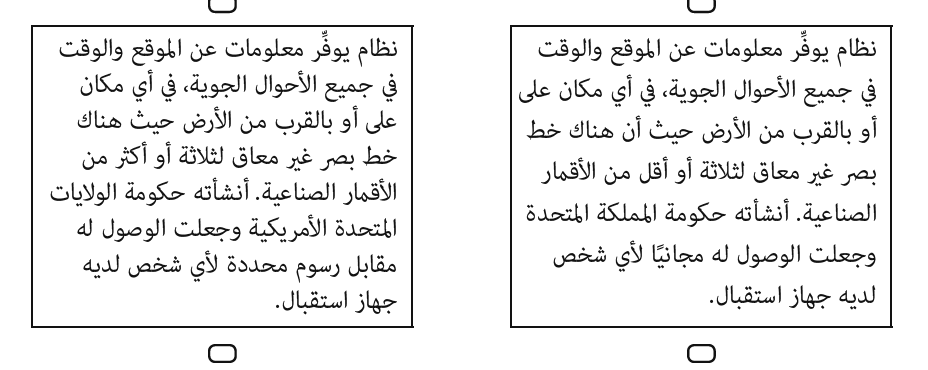 نظام يوفِّر معلومات عن الموقع والوقت
في جميع الأحوال الجوية، في أي مكان على
أو بالقرب من الأرض حيث أن هناك خط
بصر غير معاق لثلاثة أو أقل من الأقمار
الصناعية. أنشأته حكومة المملكة المتحدة
وجعلت الوصول له مجانيًا لأي شخص
لديه جهاز استقبال.
نظام يوفِّر معلومات عن الموقع والوقت
في جميع الأحوال الجوية، في أي مكان
على أو بالقرب من الأرض حيث هناك
خط بصر غير معاق لثلاثة أو أكثر من
الأقمار الصناعية. أنشأته حكومة الولايات
المتحدة الأمريكية وجعلت الوصول له
مقابل رسوم محددة لأي شخص لديه
جهاز استقبال.